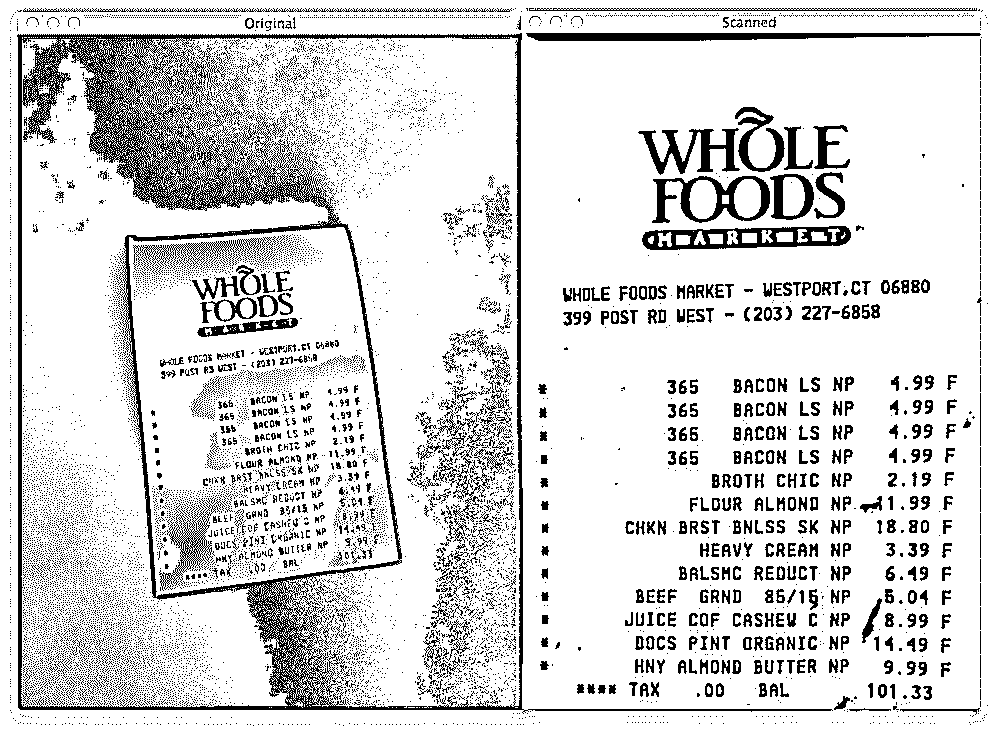 Original
WHOLE
FOODS
MARKET
WHOLE FOODS MARKET - WESTPORT,CT 06880
399 POST RD WEST - (203) 227-6858
* 365 BACON LS NP 4.99 F
* 365 BACON LS NP 4.99 F
* 365 BACON LS NP 4.99 F
* 365 BACON LS NP 4.99 F
* BROTH CHIC NP 2.19 F
* FLOUR ALMOND NP 11.99 F
* CHKN BRST BNLSS SK NP 18.80 F
* HEAVY CREAM NP 3.39 F
* BALSMC REDUCT NP 6.49 F
* BEEF GRND 85/15 NP 5.04 F
* JUICE COF CASHEW C NP 8.99 F
* DOCS PINT ORGANIC NP 14.49 F
* HNY ALMOND BUTTER NP 9.99 F
**** TAX .00 BAL 101.33
Scanned
WHOLE
FOODS
MARKET
WHOLE FOODS MARKET - WESTPORT,CT 06880
399 POST RD WEST - (203) 227-6858
* 365 BACON LS NP 4.99 F
* 365 BACON LS NP 4.99 F
* 365 BACON LS NP 4.99 F
* 365 BACON LS NP 4.99 F
* BROTH CHIC NP 2.19 F
* FLOUR ALMOND NP 11.99 F
* CHKN BRST BNLSS SK NP 18.80 F
* HEAVY CREAM NP 3.39 F
* BALSMC REDUCT NP 6.49 F
* BEEF GRND 85/15 NP 5.04 F
* JUICE COF CASHEW C NP 8.99 F
* DOCS PINT ORGANIC NP 14.49 F
* HNY ALMOND BUTTER NP 9.99 F
**** TAX .00 BAL 101.33